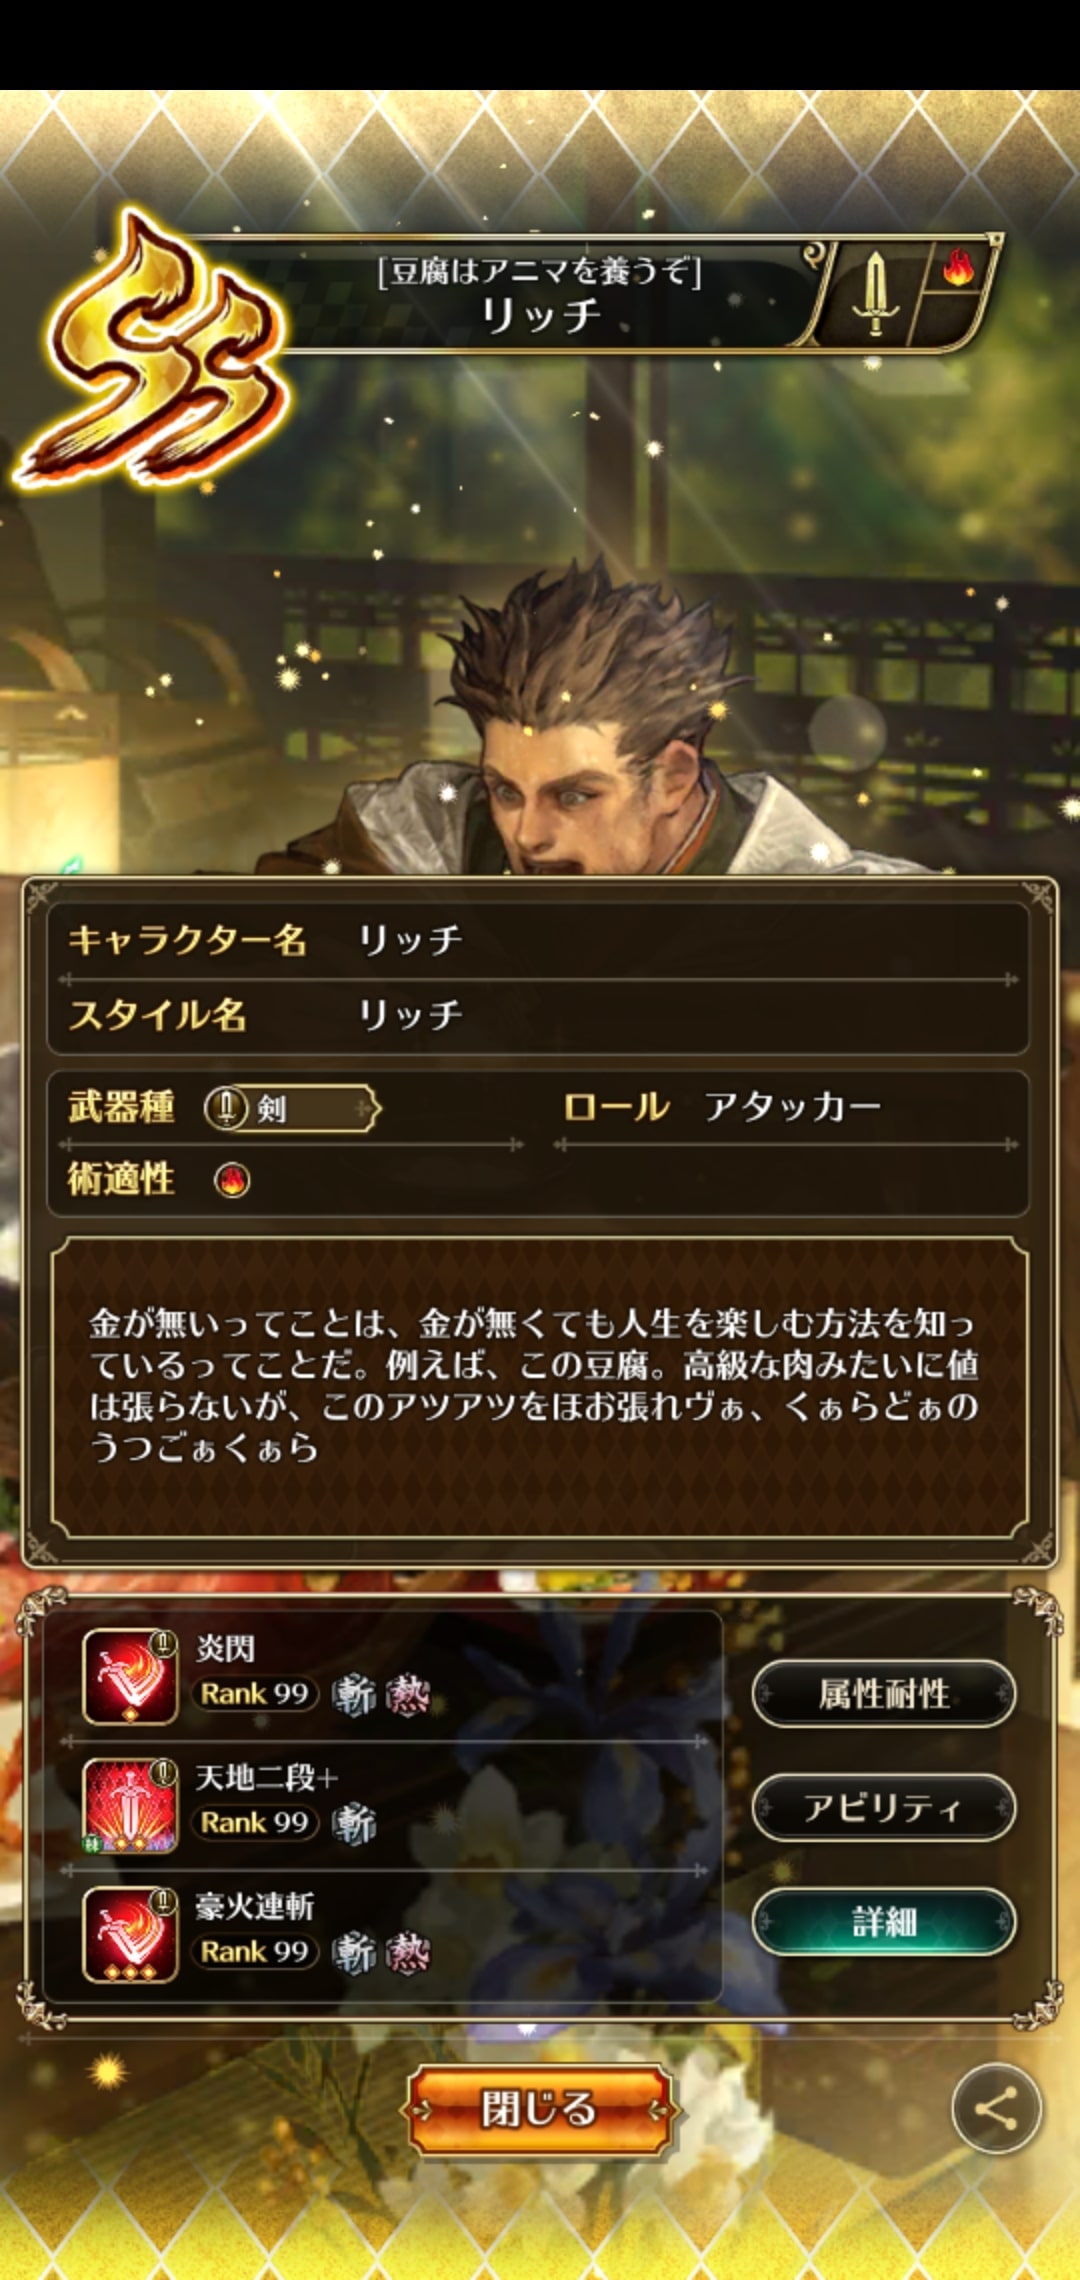 SS
[豆腐はアニマを養うぞ]
リッチ
キャラクター名 リッチ
スタイル名 リッチ
武器種 剣 ロール アタッカー
術適性
金が無いってことは、金が無くても人生を楽しむ方法を知っ
ているってことだ。例えば、この豆腐。高級な肉みたいに値
は張らないが、このアツアツをほお張れヴぁ、くぁらどぁの
うつごぁくぁら
炎閃
Rank 99 斬 熱
属性耐性
天地二段+
Rank 99 斬
アビリティ
豪火連斬
Rank 99 斬 熱
詳細
閉じる